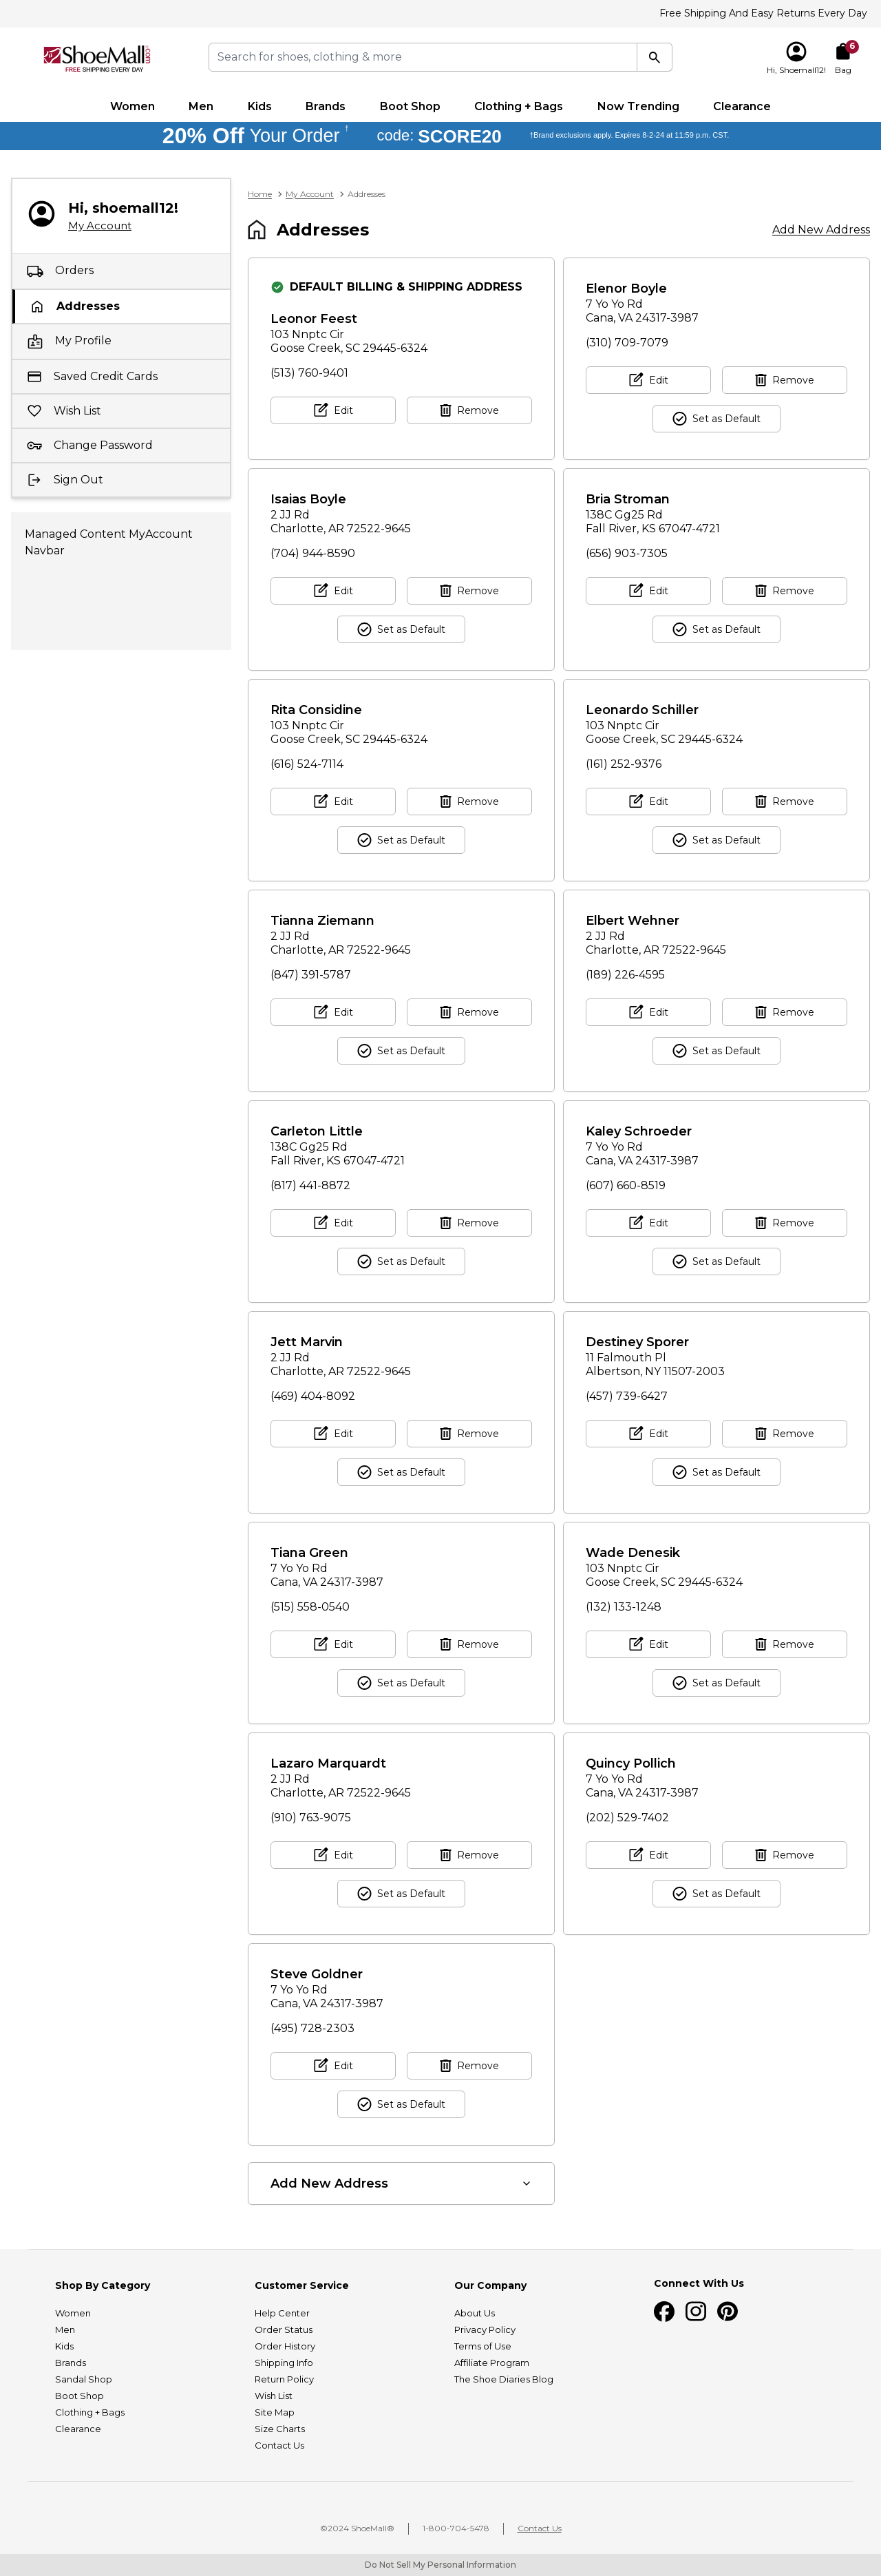 Free Shipping And Easy Returns Every Day
ShoeMall.com
FREE SHIPPING EVERY DAY
Search for shoes, clothing & more
6
Hi, Shoemall12!
Bag
Women
Men
Kids
Brands
Boot Shop
Clothing + Bags
Now Trending
Clearance
20% Off Your Order † code: SCORE20 †Brand exclusions apply. Expires 8-2-24 at 11:59 p.m. CST.
Hi, shoemall12!
My Account
Orders
Addresses
My Profile
Saved Credit Cards
Wish List
Change Password
Sign Out
Managed Content MyAccount
Navbar
Home > My Account > Addresses
Addresses
Add New Address
DEFAULT BILLING & SHIPPING ADDRESS
Leonor Feest
103 Nnptc Cir
Goose Creek, SC 29445-6324
(513) 760-9401
Edit
Remove
Elenor Boyle
7 Yo Yo Rd
Cana, VA 24317-3987
(310) 709-7079
Edit
Remove
Set as Default
Isaias Boyle
2 JJ Rd
Charlotte, AR 72522-9645
(704) 944-8590
Edit
Remove
Set as Default
Bria Stroman
138C Gg25 Rd
Fall River, KS 67047-4721
(656) 903-7305
Edit
Remove
Set as Default
Rita Considine
103 Nnptc Cir
Goose Creek, SC 29445-6324
(616) 524-7114
Edit
Remove
Set as Default
Leonardo Schiller
103 Nnptc Cir
Goose Creek, SC 29445-6324
(161) 252-9376
Edit
Remove
Set as Default
Tianna Ziemann
2 JJ Rd
Charlotte, AR 72522-9645
(847) 391-5787
Edit
Remove
Set as Default
Elbert Wehner
2 JJ Rd
Charlotte, AR 72522-9645
(189) 226-4595
Edit
Remove
Set as Default
Carleton Little
138C Gg25 Rd
Fall River, KS 67047-4721
(817) 441-8872
Edit
Remove
Set as Default
Kaley Schroeder
7 Yo Yo Rd
Cana, VA 24317-3987
(607) 660-8519
Edit
Remove
Set as Default
Jett Marvin
2 JJ Rd
Charlotte, AR 72522-9645
(469) 404-8092
Edit
Remove
Set as Default
Destiney Sporer
11 Falmouth Pl
Albertson, NY 11507-2003
(457) 739-6427
Edit
Remove
Set as Default
Tiana Green
7 Yo Yo Rd
Cana, VA 24317-3987
(515) 558-0540
Edit
Remove
Set as Default
Wade Denesik
103 Nnptc Cir
Goose Creek, SC 29445-6324
(132) 133-1248
Edit
Remove
Set as Default
Lazaro Marquardt
2 JJ Rd
Charlotte, AR 72522-9645
(910) 763-9075
Edit
Remove
Set as Default
Quincy Pollich
7 Yo Yo Rd
Cana, VA 24317-3987
(202) 529-7402
Edit
Remove
Set as Default
Steve Goldner
7 Yo Yo Rd
Cana, VA 24317-3987
(495) 728-2303
Edit
Remove
Set as Default
Add New Address
Shop By Category
Women
Men
Kids
Brands
Sandal Shop
Boot Shop
Clothing + Bags
Clearance
Customer Service
Help Center
Order Status
Order History
Shipping Info
Return Policy
Wish List
Site Map
Size Charts
Contact Us
Our Company
About Us
Privacy Policy
Terms of Use
Affiliate Program
The Shoe Diaries Blog
Connect With Us
©2024 ShoeMall®
1-800-704-5478
Contact Us
Do Not Sell My Personal Information